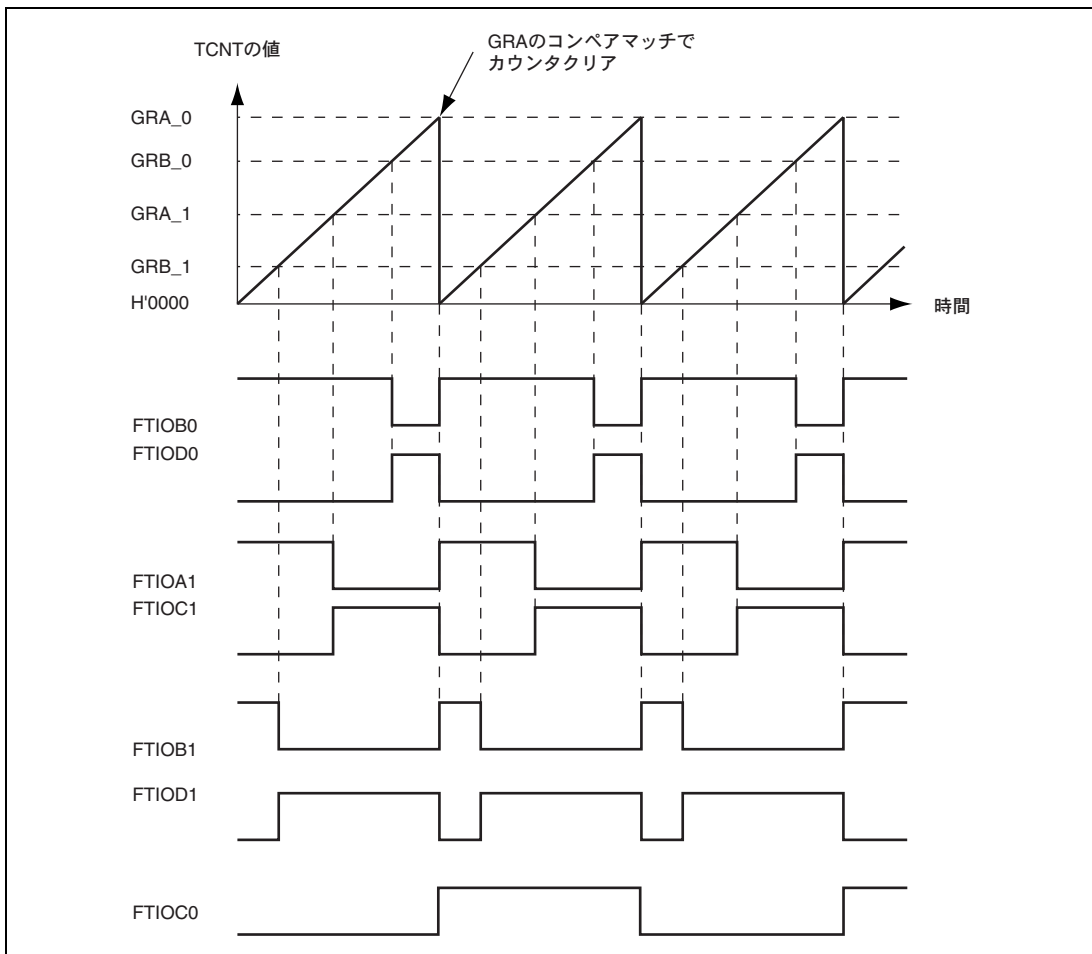 TCNTの値
GRAのコンペアマッチで
カウンタクリア
GRA_0
GRB_0
GRA_1
GRB_1
H'0000
時間
FTIOB0
FTIOD0
FTIOA1
FTIOC1
FTIOB1
FTIOD1
FTIOC0